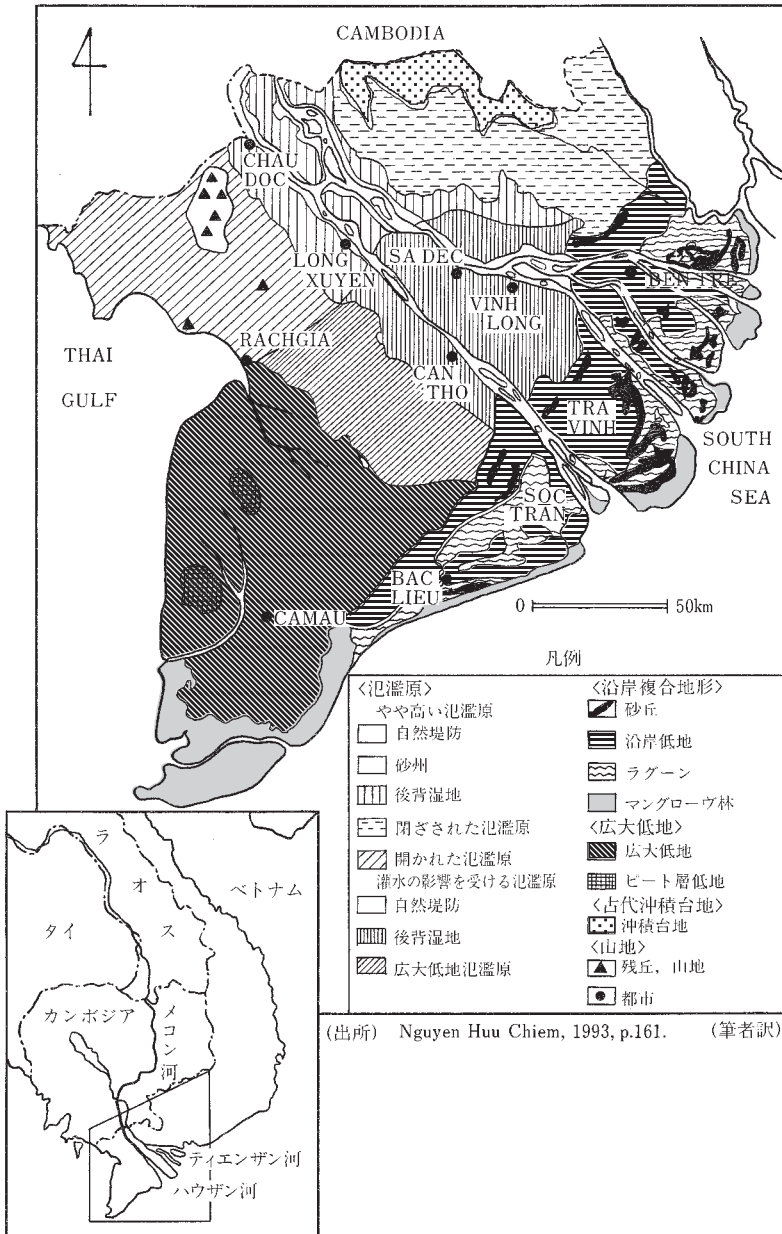 CAMBODIA
CHAU
DOC
LONG
XUYEN
SA DEC
VINH
LONG
BEN TRE
RACHGIA
CAN
THO
THAI
GULF
TRA
VINH
SOUTH
CHINA
SEA
SOC
TRAN
BAC
LIEU
CAMAU
0 50km
凡例
〈氾濫原〉
やや高い氾濫原
自然堤防
砂州
後背湿地
閉ざされた氾濫原
開かれた氾濫原
灌水の影響を受ける氾濫原
自然堤防
後背湿地
広大低地氾濫原
〈沿岸複合地形〉
砂丘
沿岸低地
ラグーン
マングローヴ林
〈広大低地〉
広大低地
ピート層低地
〈古代沖積台地〉
沖積台地
〈山地〉
残丘，山地
都市
(出所) Nguyen Huu Chiem, 1993, p.161. (筆者訳)
ラオス
ベトナム
タイ
カンボジア
メコン河
ティエンザン河
ハウザン河